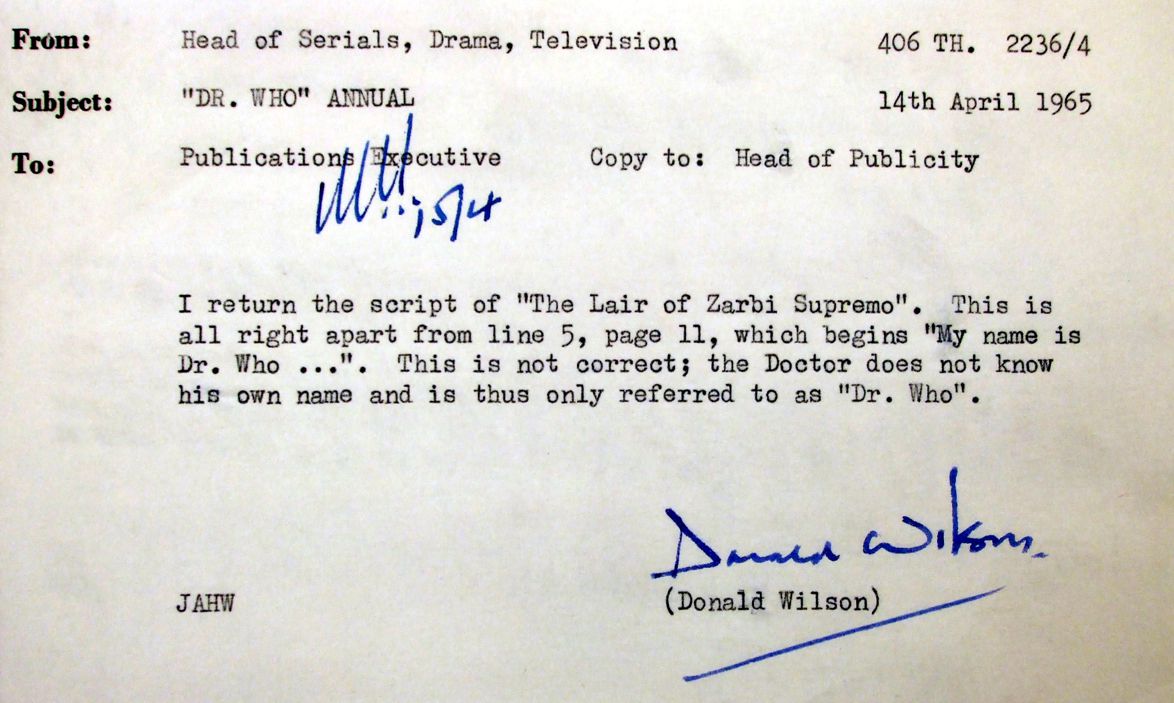 From: Head of Serials, Drama, Television 406 TH. 2236/4
Subject: "DR. WHO" ANNUAL 14th April 1965
To: Publications Executive Copy to: Head of Publicity
I return the script of "The Lair of Zarbi Supremo". This is
all right apart from line 5, page 11, which begins "My name is
Dr. Who ...". This is not correct; the Doctor does not know
his own name and is thus only referred to as "Dr. Who".
Donald Wilson.
JAHW (Donald Wilson)